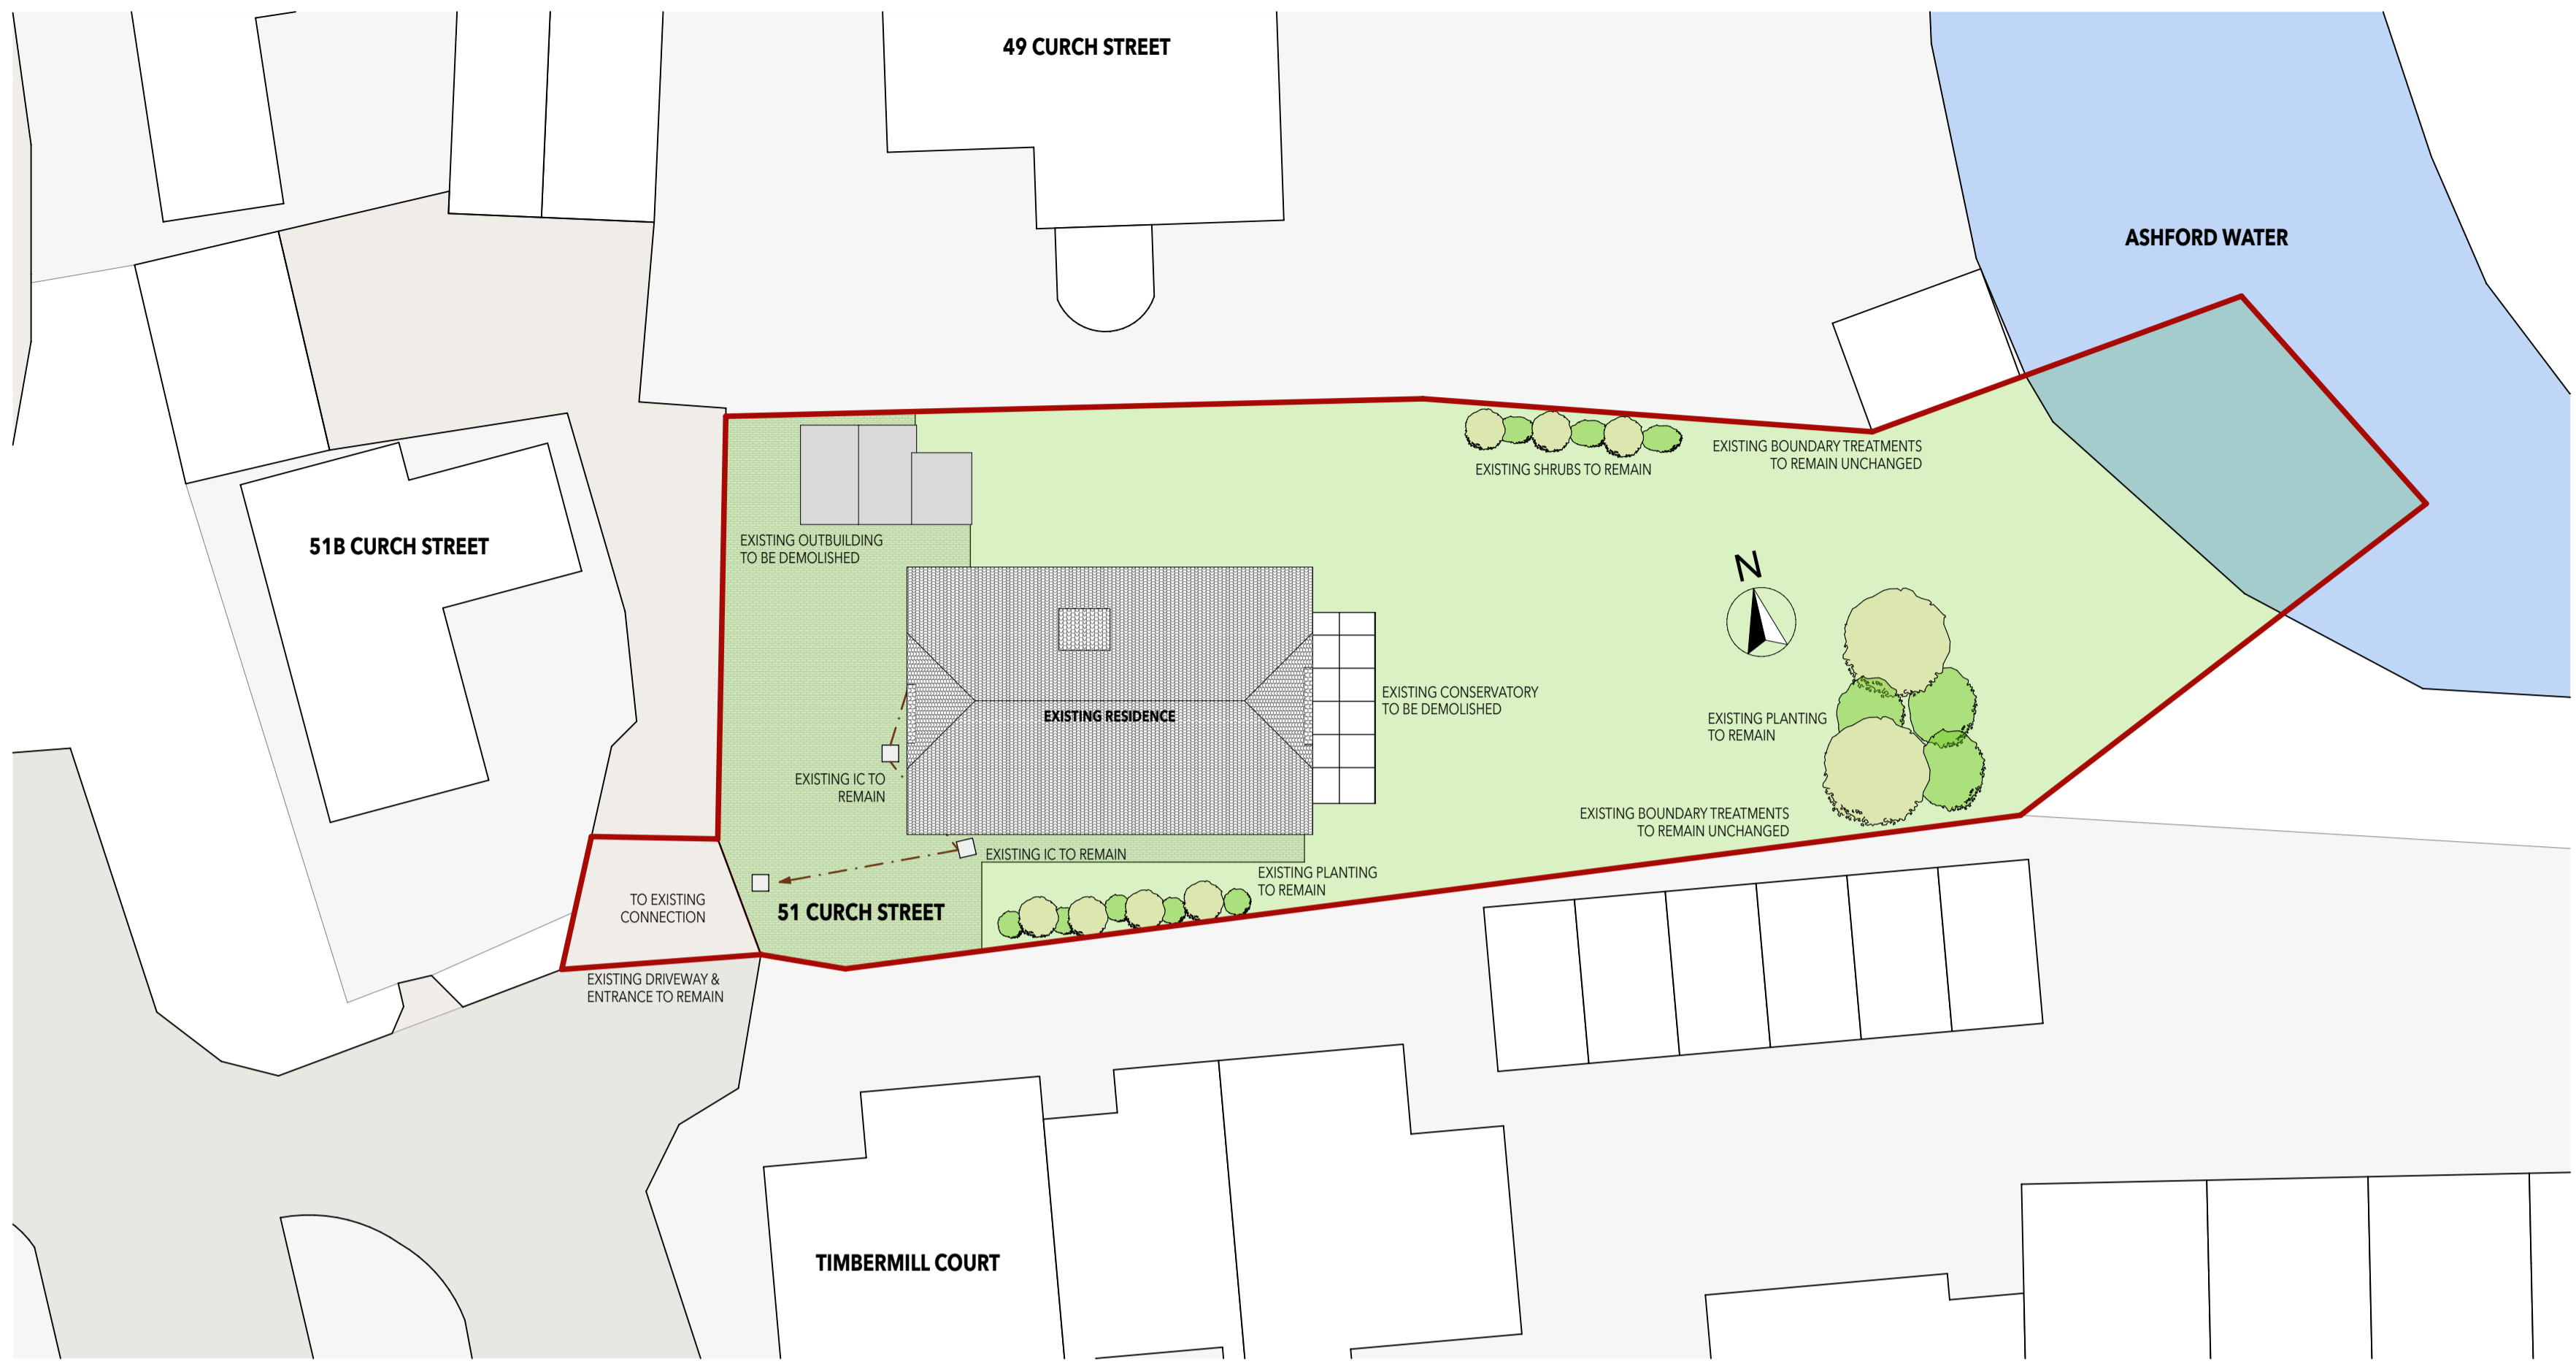 49 CURCH STREET
ASHFORD WATER
EXISTING BOUNDARY TREATMENTS
TO REMAIN UNCHANGED
EXISTING SHRUBS TO REMAIN
51B CURCH STREET
EXISTING OUTBUILDING
TO BE DEMOLISHED
N
EXISTING CONSERVATORY
TO BE DEMOLISHED
EXISTING RESIDENCE
EXISTING PLANTING
TO REMAIN
EXISTING IC TO
REMAIN
EXISTING BOUNDARY TREATMENTS
TO REMAIN UNCHANGED
EXISTING IC TO REMAIN
EXISTING PLANTING
TO REMAIN
TO EXISTING
CONNECTION
51 CURCH STREET
EXISTING DRIVEWAY &
ENTRANCE TO REMAIN
TIMBERMILL COURT